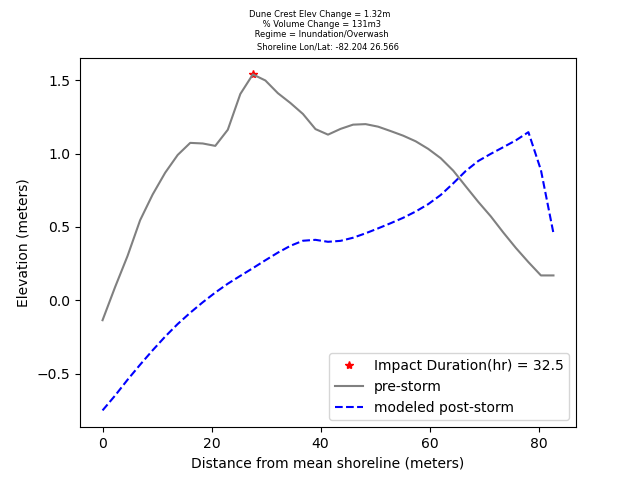 Dune Crest Elev Change = 1.32m
% Volume Change = 131m3
Regime = Inundation/Overwash
Shoreline Lon/Lat: -82.204 26.566
Elevation (meters)
1.5
1.0
0.5
0.0
−0.5
Impact Duration(hr) = 32.5
pre-storm
modeled post-storm
0 20 40 60 80
Distance from mean shoreline (meters)